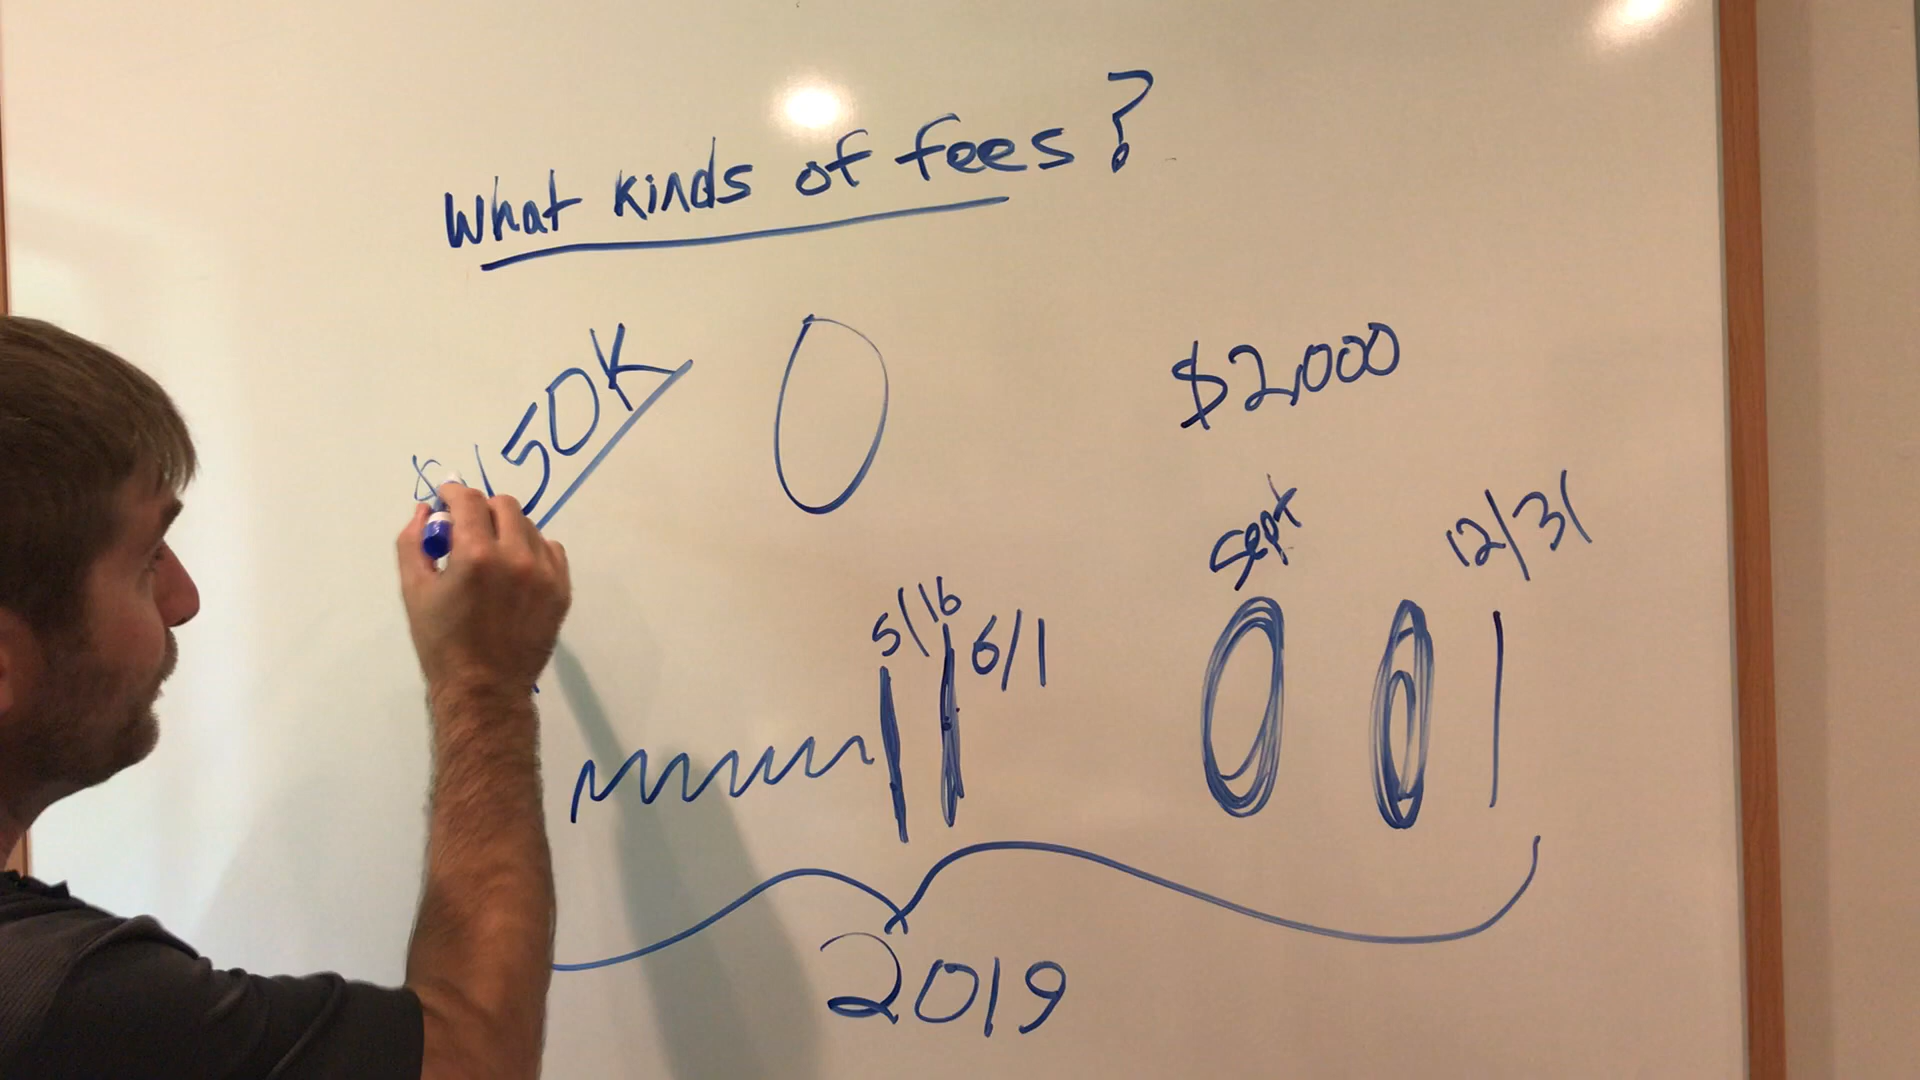 What kinds of fees?
$150K
$2,000
Sept
12/31
5/16
6/1
2019